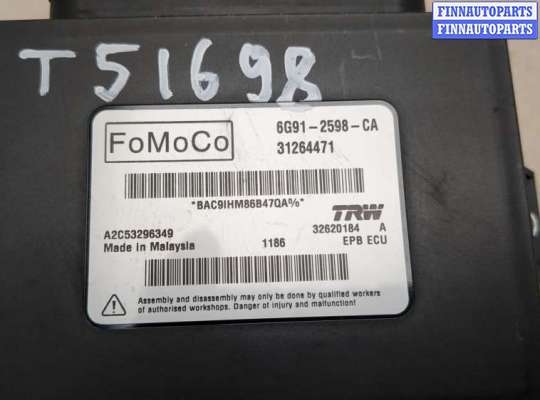 FINNAUTOPARTS
FINNAUTOPARTS
T51698
FoMoCo
6G91-2598-CA
31264471
*BAC9IHM86B47QA%*
TRW
A2C53296349
32620184 A
Made in Malaysia
1186
EPB ECU
Assembly and disassembly may only be done by qualified workers
of authorised workshops. Danger of injury and malfunction!